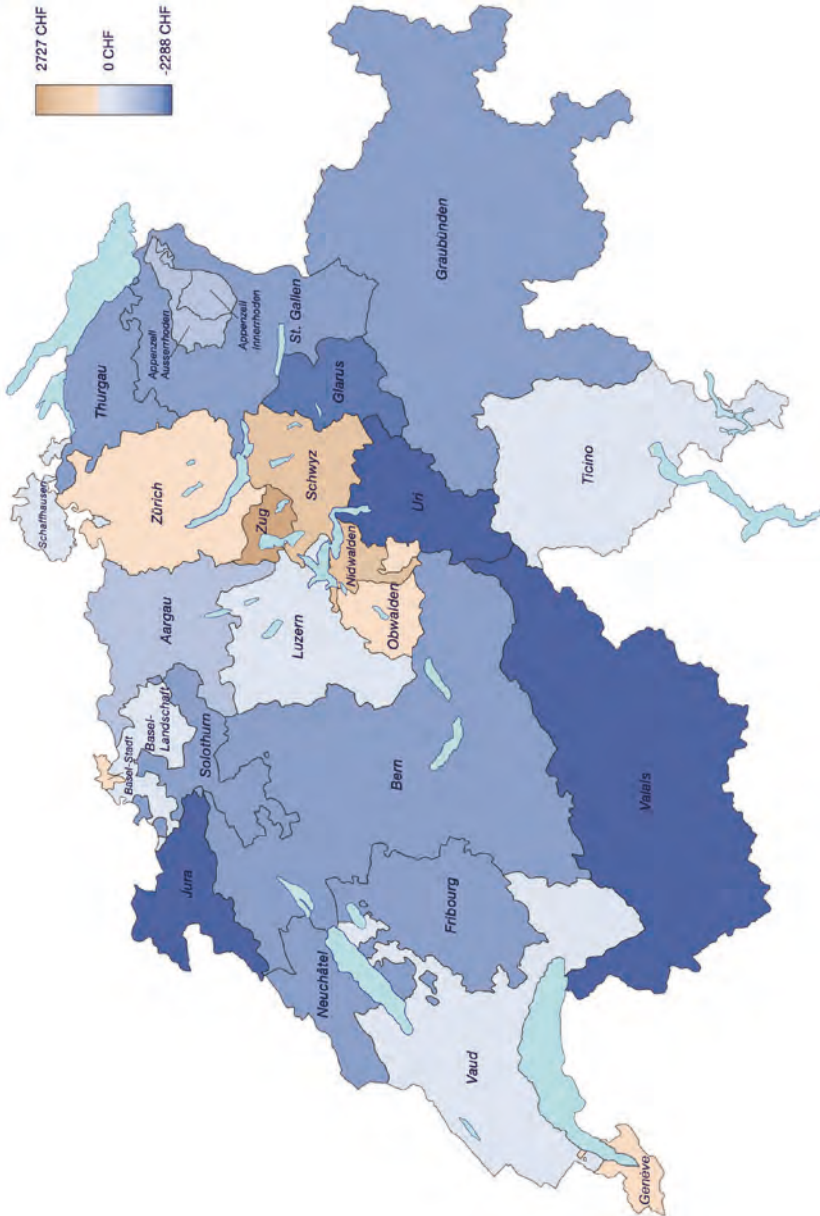 2727 CHF
0 CHF
-2288 CHF
Schaffhausen
Thurgau
Zürich
Appenzell
Ausserrhoden
Appenzell
Innerrhoden
St. Gallen
Basel-Stadt
Basel-
Landschaft
Aargau
Solothurn
Jura
Zug
Schwyz
Glarus
Luzern
Nidwalden
Obwalden
Uri
Graubünden
Bern
Neuchâtel
Fribourg
Vaud
Ticino
Valais
Genève